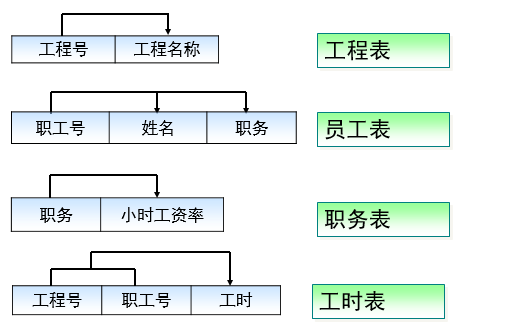 工程号 工程名称 工程表
职工号 姓名 职务 员工表
职务 小时工资率 职务表
工程号 职工号 工时 工时表